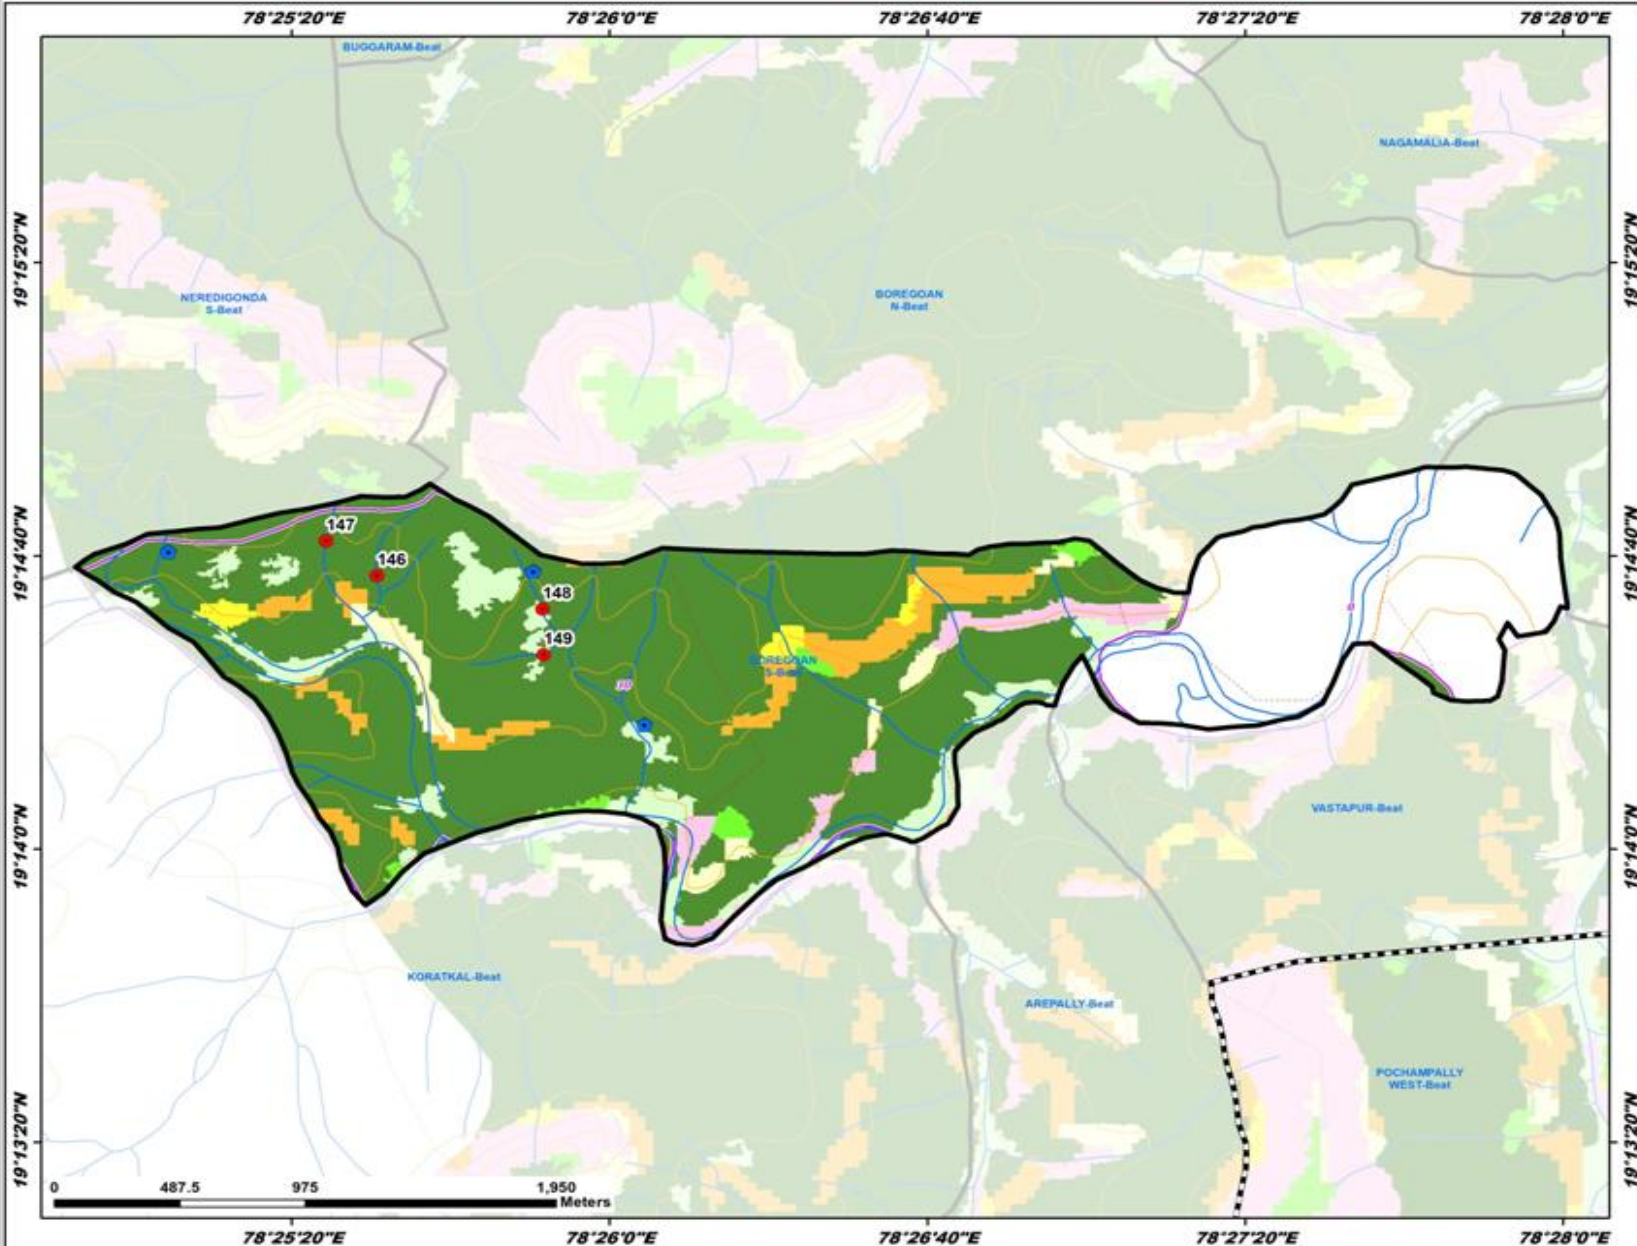 78°25'20"E 78°26'0"E 78°26'40"E 78°27'20"E 78°28'0"E
BUGGARAM-Beat
NAGAMALIA-Beat
19°15'20"N 19°15'20"N
NEREDIGONDA
S-Beat
BOREGOAN
N-Beat
147
146
19°14'40"N 19°14'40"N
148
149
BOREGOAN
S-Beat
VASTAPUR-Beat
19°14'0"N 19°14'0"N
KORATKAL-Beat
AREPALLY-Beat
POCHAMPALLY
WEST-Beat
19°13'20"N 19°13'20"N
0 487.5 975 1,950
Meters
78°25'20"E 78°26'0"E 78°26'40"E 78°27'20"E 78°28'0"E